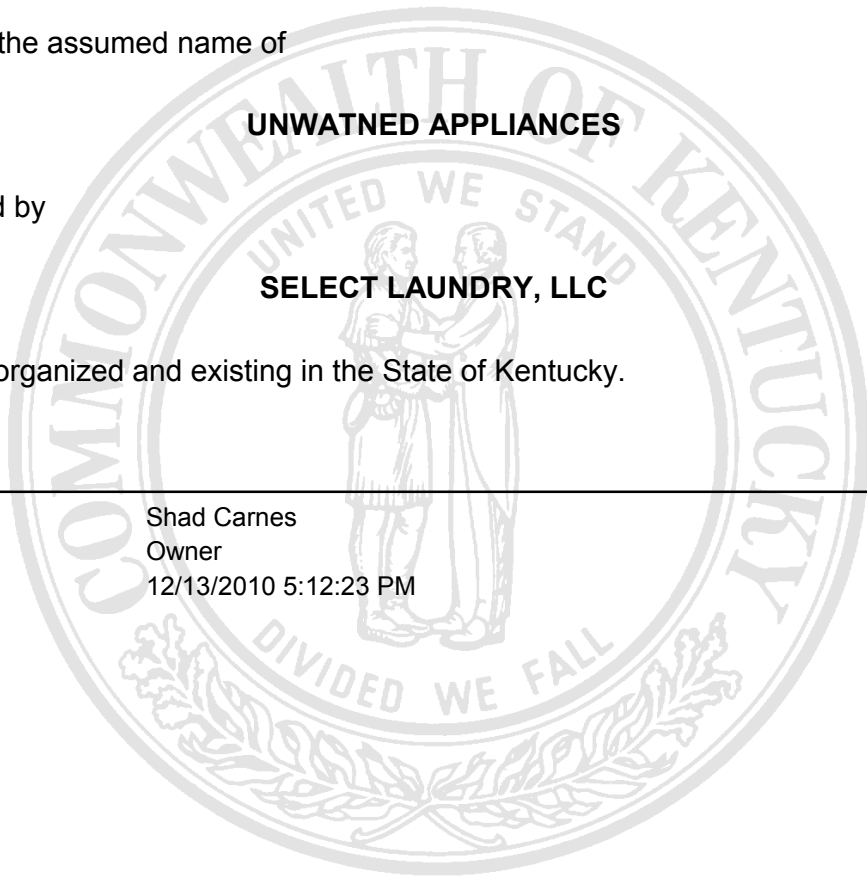 the assumed name of
UNWATNED APPLIANCES
d by
SELECT LAUNDRY, LLC
organized and existing in the State of Kentucky.
Shad Carnes
Owner
12/13/2010 5:12:23 PM
COMMONWEALTH OF KENTUCKY
UNITED WE STAND
DIVIDED WE FALL